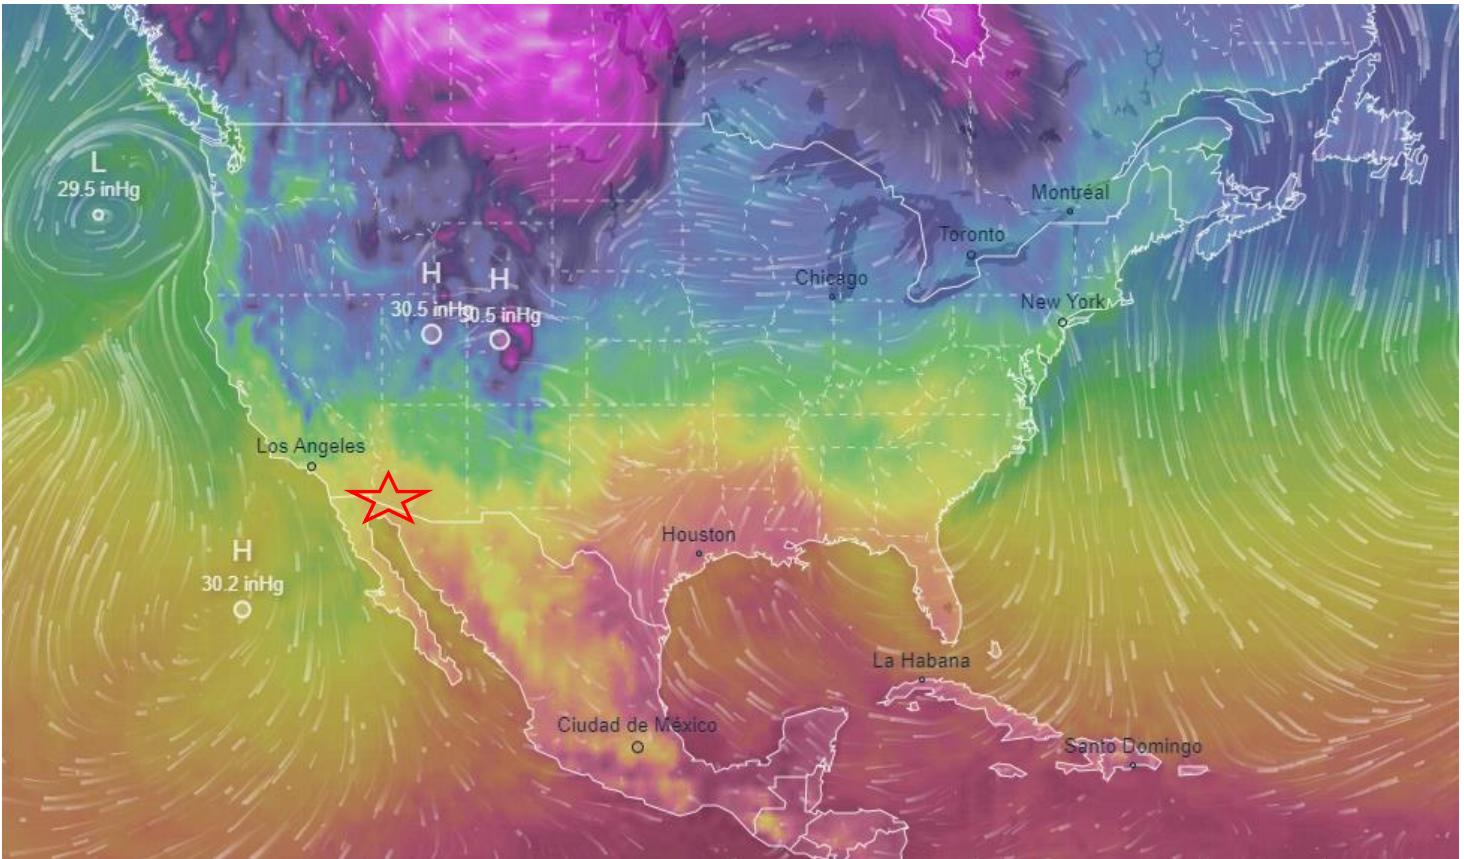 L
29.5 inHg
Montréal
Toronto
H
H
Chicago
30.5 inHg
30.5 inHg
New York
Los Angeles
Houston
H
30.2 inHg
La Habana
Ciudad de México
Santo Domingo